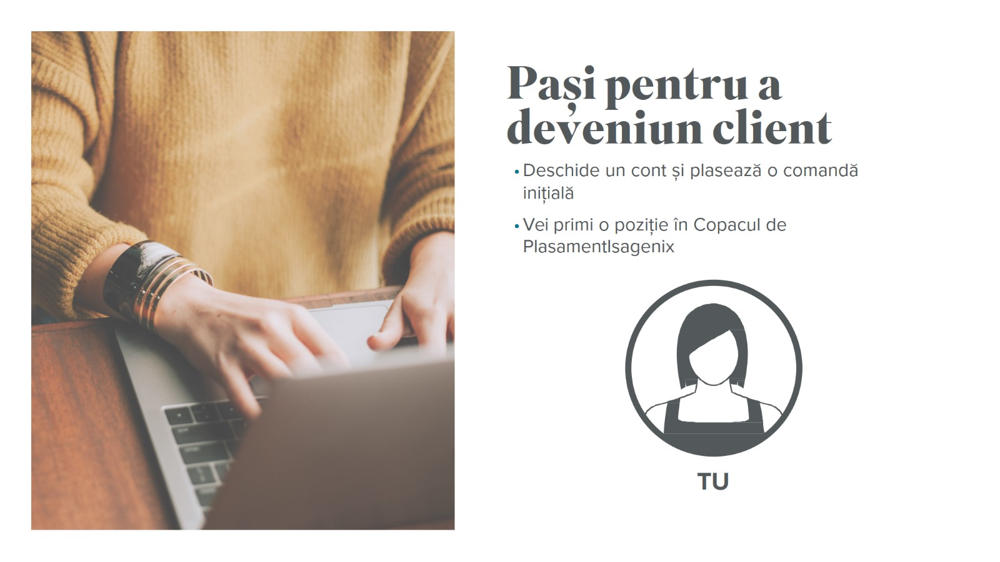 Pași pentru a
deveniun client
• Deschide un cont și plasează o comandă
inițială
• Vei primi o poziție în Copacul de
PlasamentIsagenix
TU